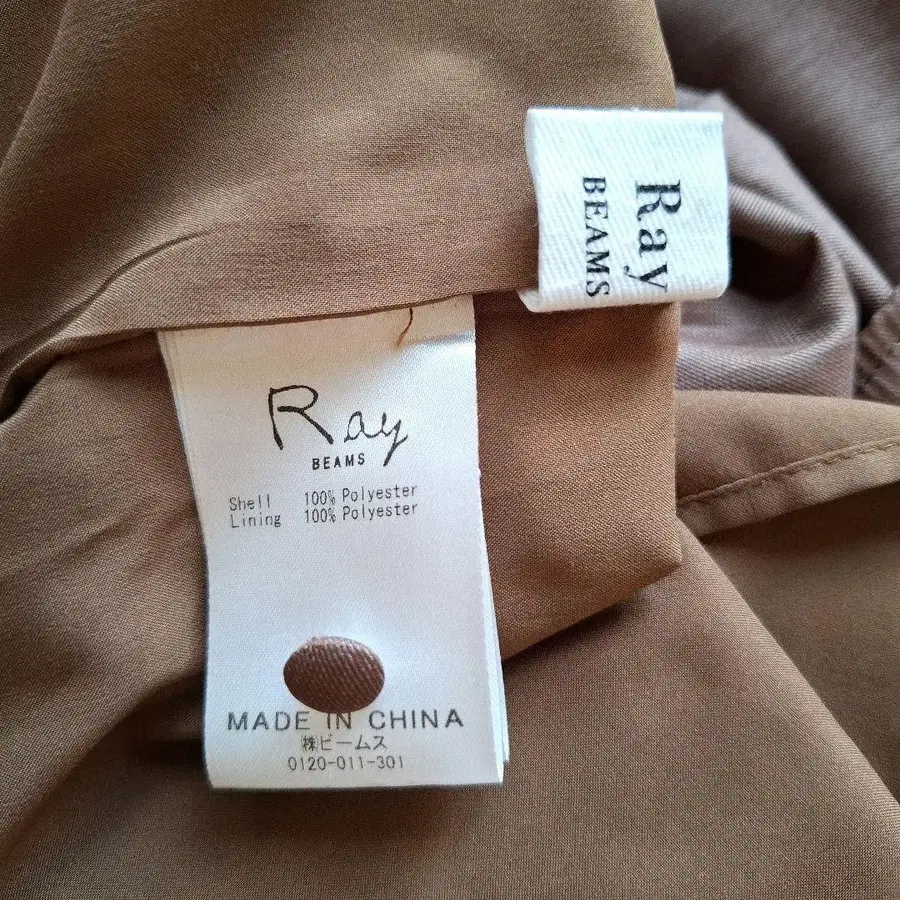 Ray
BEAMS
Ray
BEAMS
Shell 100% Polyester
Lining 100% Polyester
MADE IN CHINA
㈱ビームス
0120-011-301